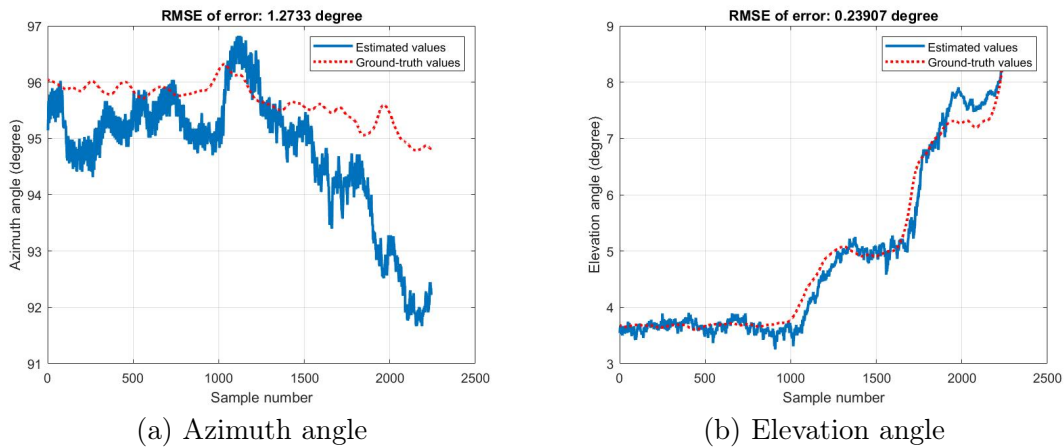 RMSE of error: 1.2733 degree
97
96
95
94
93
92
91
Azimuth angle (degree)
Estimated values
Ground-truth values
0
500
1000
1500
2000
2500
Sample number
(a) Azimuth angle
RMSE of error: 0.23907 degree
9
8
7
6
5
4
3
Elevation angle (degree)
Estimated values
Ground-truth values
0
500
1000
1500
2000
2500
Sample number
(b) Elevation angle